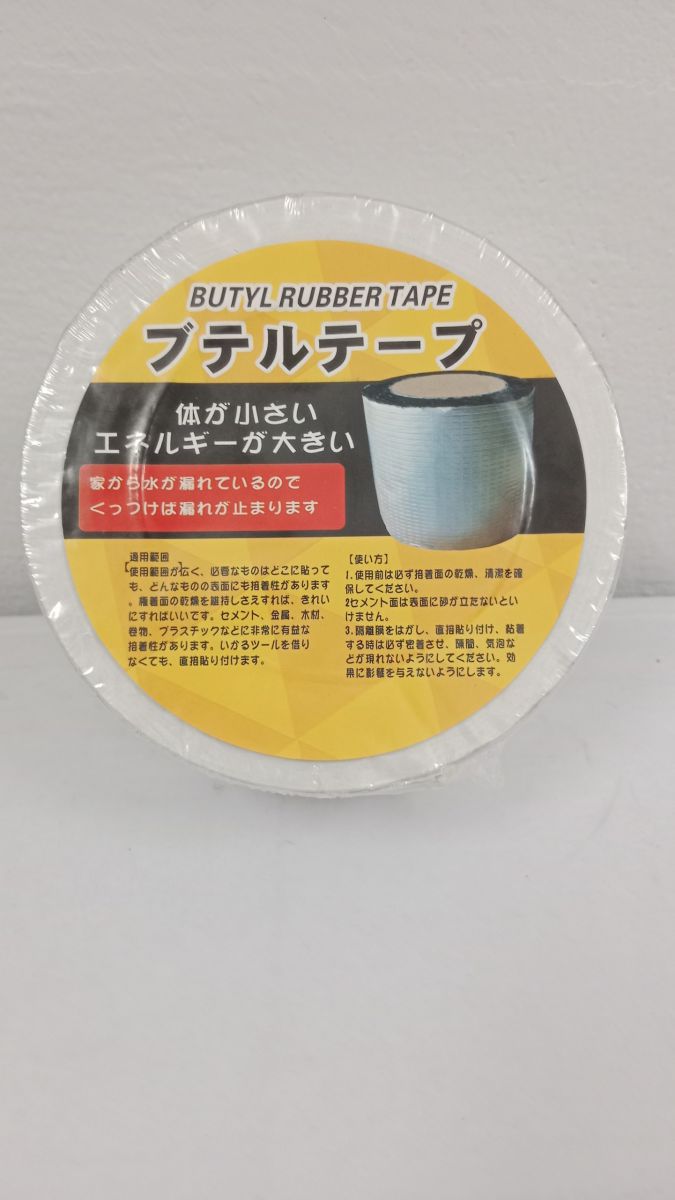 BUTYL RUBBER TAPE
ブテルテープ
体が小さい
エネルギーが大きい
家から水が漏れているので
くっつけば漏れが止まります
適用範囲
【使用範囲が】広く、必要なものはどこに貼って
も、どんなものの表面にも接着性があります
。権着面の乾燥を維持しさえすれば、きれい
にすればいいです。セメント、金属、木材、
巻物、プラスチックなどに非常に有益な
接着性があります。いかるツールを借り
なくても、直接貼り付けます。
【使い方】
1.使用前は必ず接着面の乾燥、清潔を確
保してください。
2セメント面は表面に砂が立たないとい
けません。
3.隔離膜をはがし、直接貼り付け、粘着
する時は必ず密着させ、隙間、気泡な
どが現れないようにしてください。効
果に影響を与えないようにします。